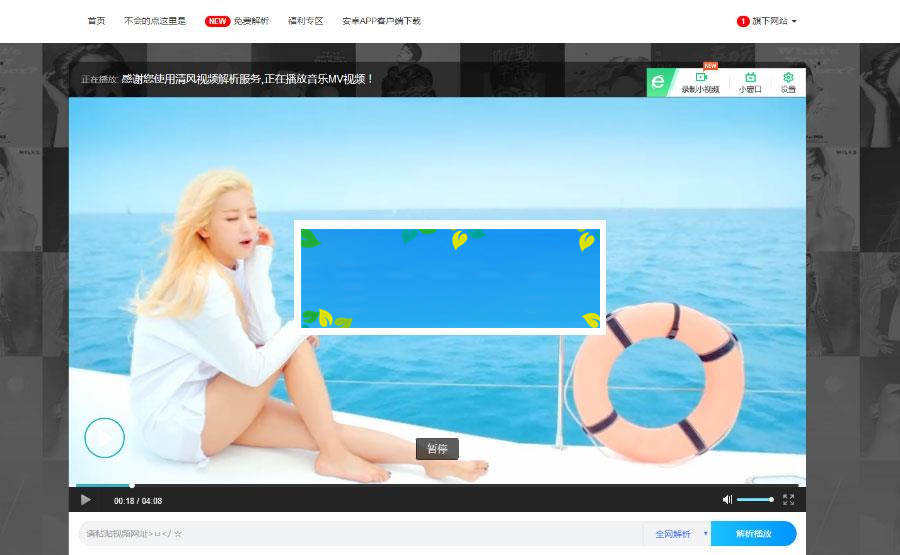 首页 不会的点这里是 NEW 免费解析 福利专区 安卓APP客户端下载 1 旗下网站
正在播放: 感谢您使用清风视频解析服务,正在播放音乐MV视频！
e NEW 录制小视频 小窗口 设置
暂停
00:18 / 04:08
请粘贴视频网址>ㅂ</ ☆ 全网解析 解析播放